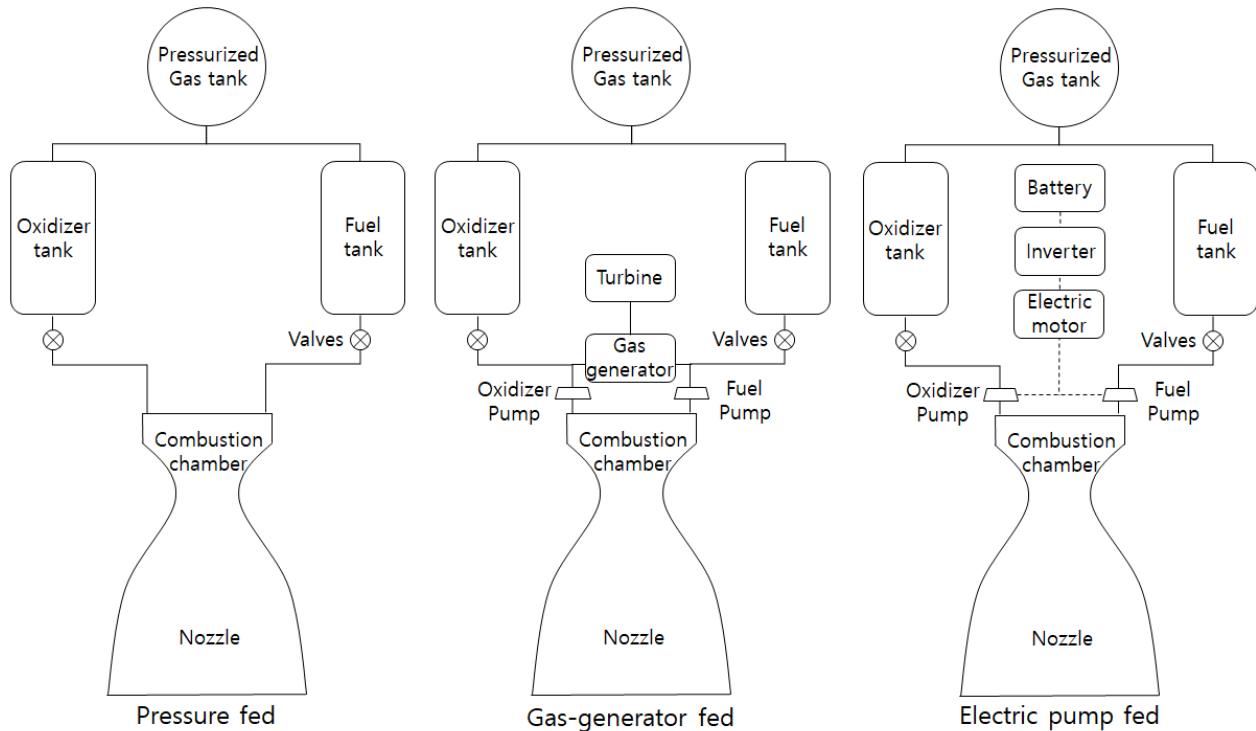 Pressurized
Gas tank
Oxidizer
tank
Fuel
tank
Valves
Combustion
chamber
Nozzle
Pressure fed
Pressurized
Gas tank
Oxidizer
tank
Fuel
tank
Turbine
Gas
generator
Valves
Oxidizer
Pump
Fuel
Pump
Combustion
chamber
Nozzle
Gas-generator fed
Pressurized
Gas tank
Oxidizer
tank
Battery
Inverter
Electric
motor
Fuel
tank
Valves
Oxidizer
Pump
Fuel
Pump
Combustion
chamber
Nozzle
Electric pump fed